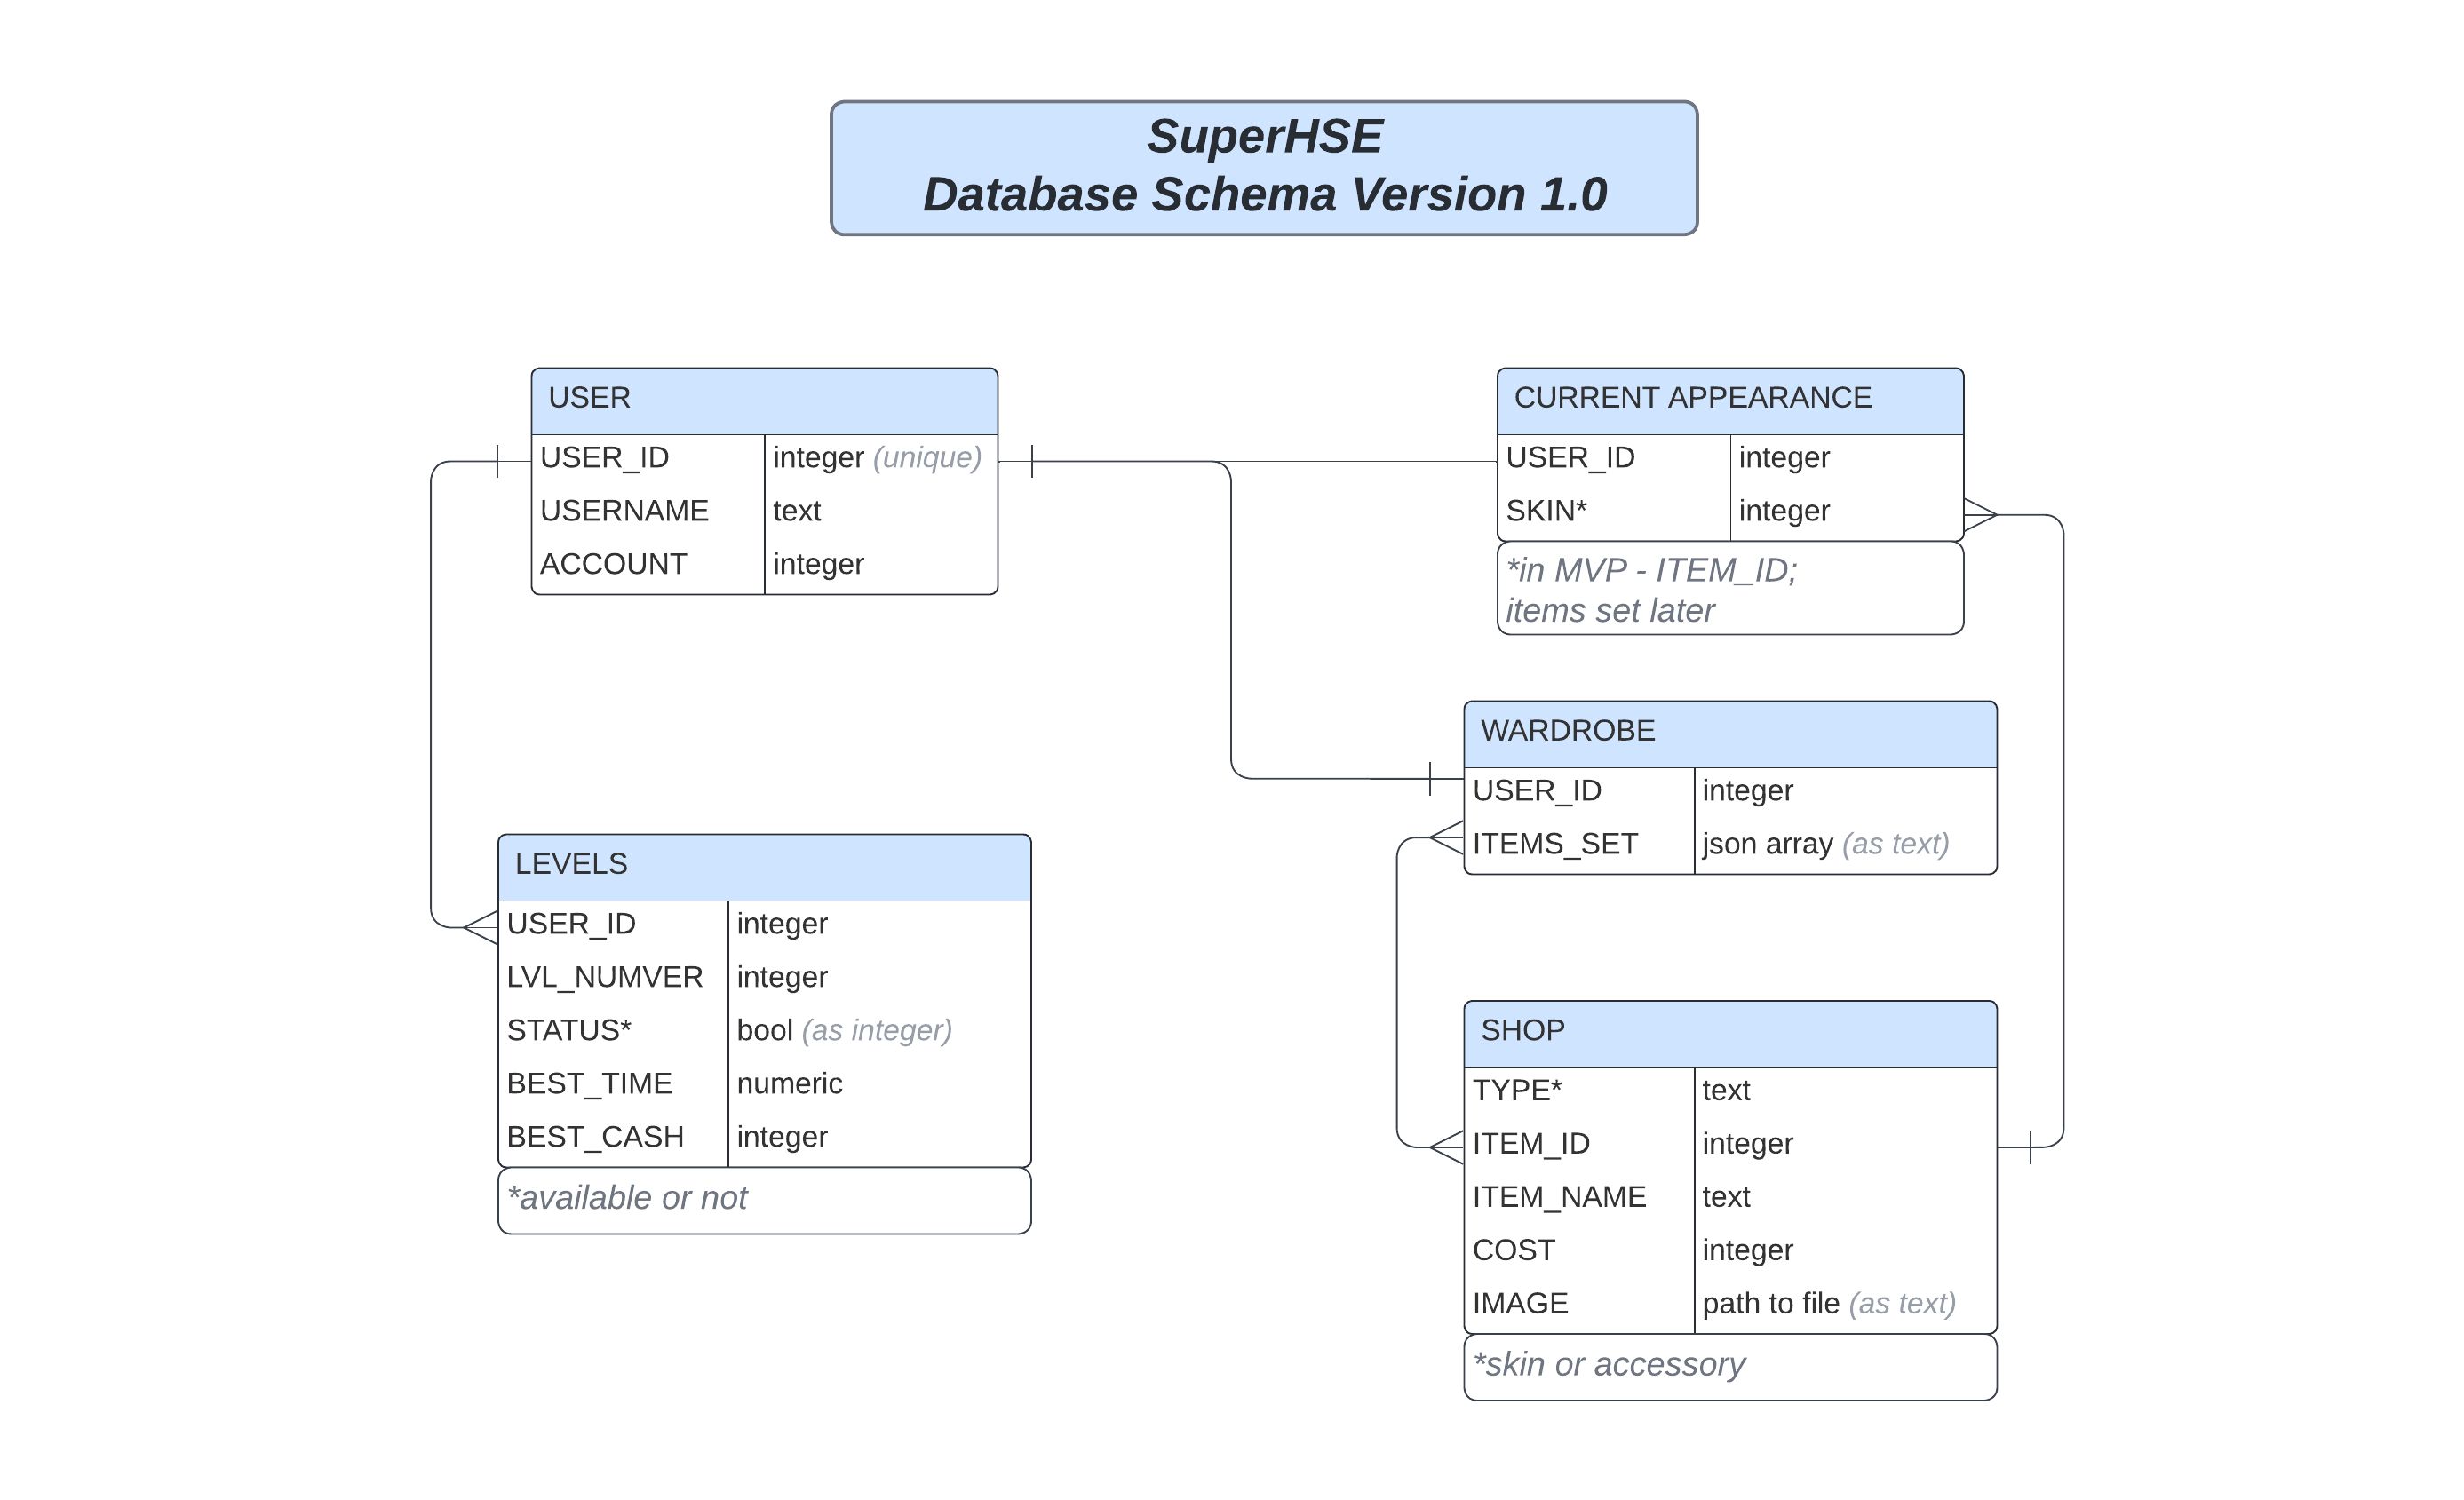 SuperHSE
Database Schema Version 1.0
USER
USER_ID integer (unique)
USERNAME text
ACCOUNT integer
CURRENT APPEARANCE
USER_ID integer
SKIN* integer
*in MVP - ITEM_ID;
items set later
WARDROBE
USER_ID integer
ITEMS_SET json array (as text)
LEVELS
USER_ID integer
LVL_NUMVER integer
STATUS* bool (as integer)
BEST_TIME numeric
BEST_CASH integer
*available or not
SHOP
TYPE* text
ITEM_ID integer
ITEM_NAME text
COST integer
IMAGE path to file (as text)
*skin or accessory